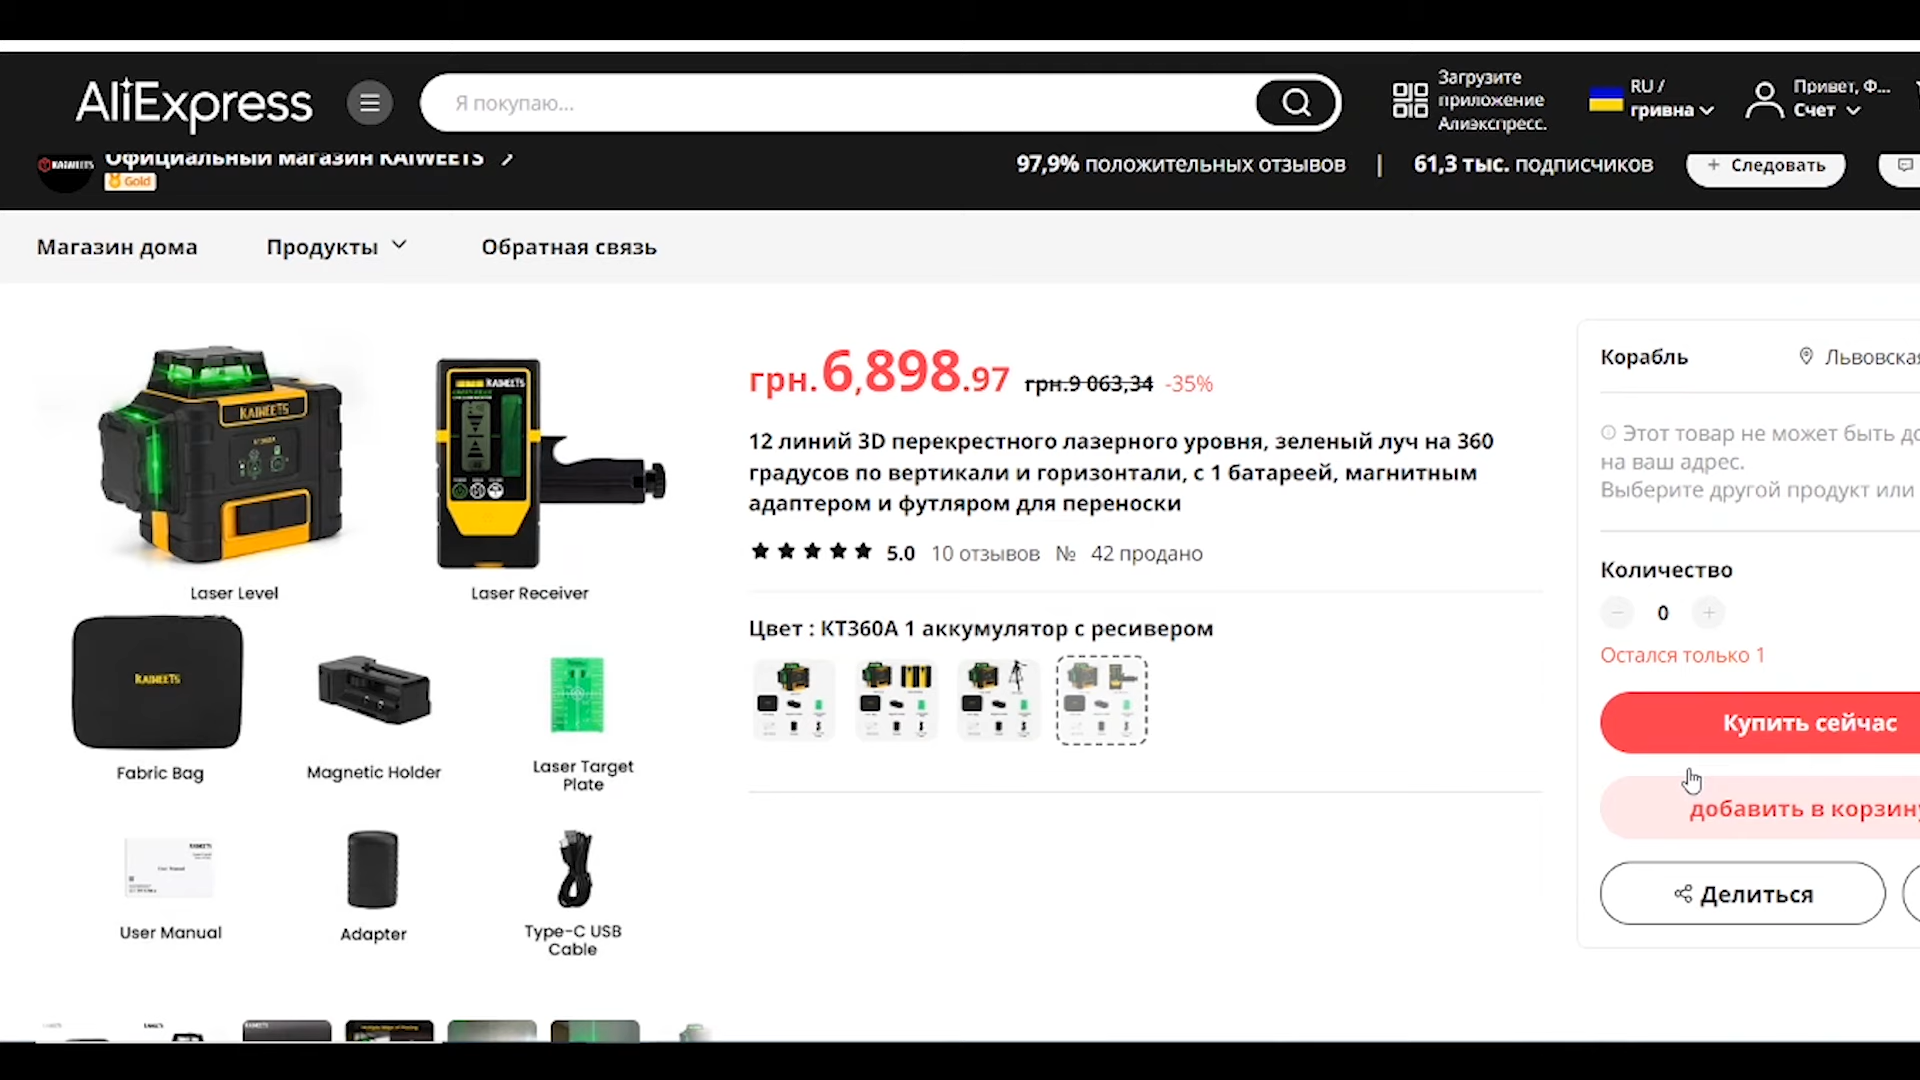 AliExpress
Я покупаю...
Загрузите
приложение
Алиэкспресс.
RU /
гривна
Привет, Ф...
Счет
KAIWEETS
Официальный магазин KAIWEETS
Gold
97,9% положительных отзывов | 61,3 тыс. подписчиков
+ Следовать
Магазин дома
Продукты
Обратная связь
KAIWEETS
KAIWEETS
Laser Level
Laser Receiver
KAIWEETS
Fabric Bag
Magnetic Holder
Laser Target
Plate
User Manual
Adapter
Type-C USB
Cable
грн.6,898.97 грн.9 063,34 -35%
12 линий 3D перекрестного лазерного уровня, зеленый луч на 360
градусов по вертикали и горизонтали, с 1 батареей, магнитным
адаптером и футляром для переноски
5.0 10 отзывов № 42 продано
Цвет : KT360A 1 аккумулятор с ресивером
Корабль
Львовская
Этот товар не может быть до
на ваш адрес.
Выберите другой продукт или
Количество
− 0 +
Остался только 1
Купить сейчас
добавить в корзину
Делиться